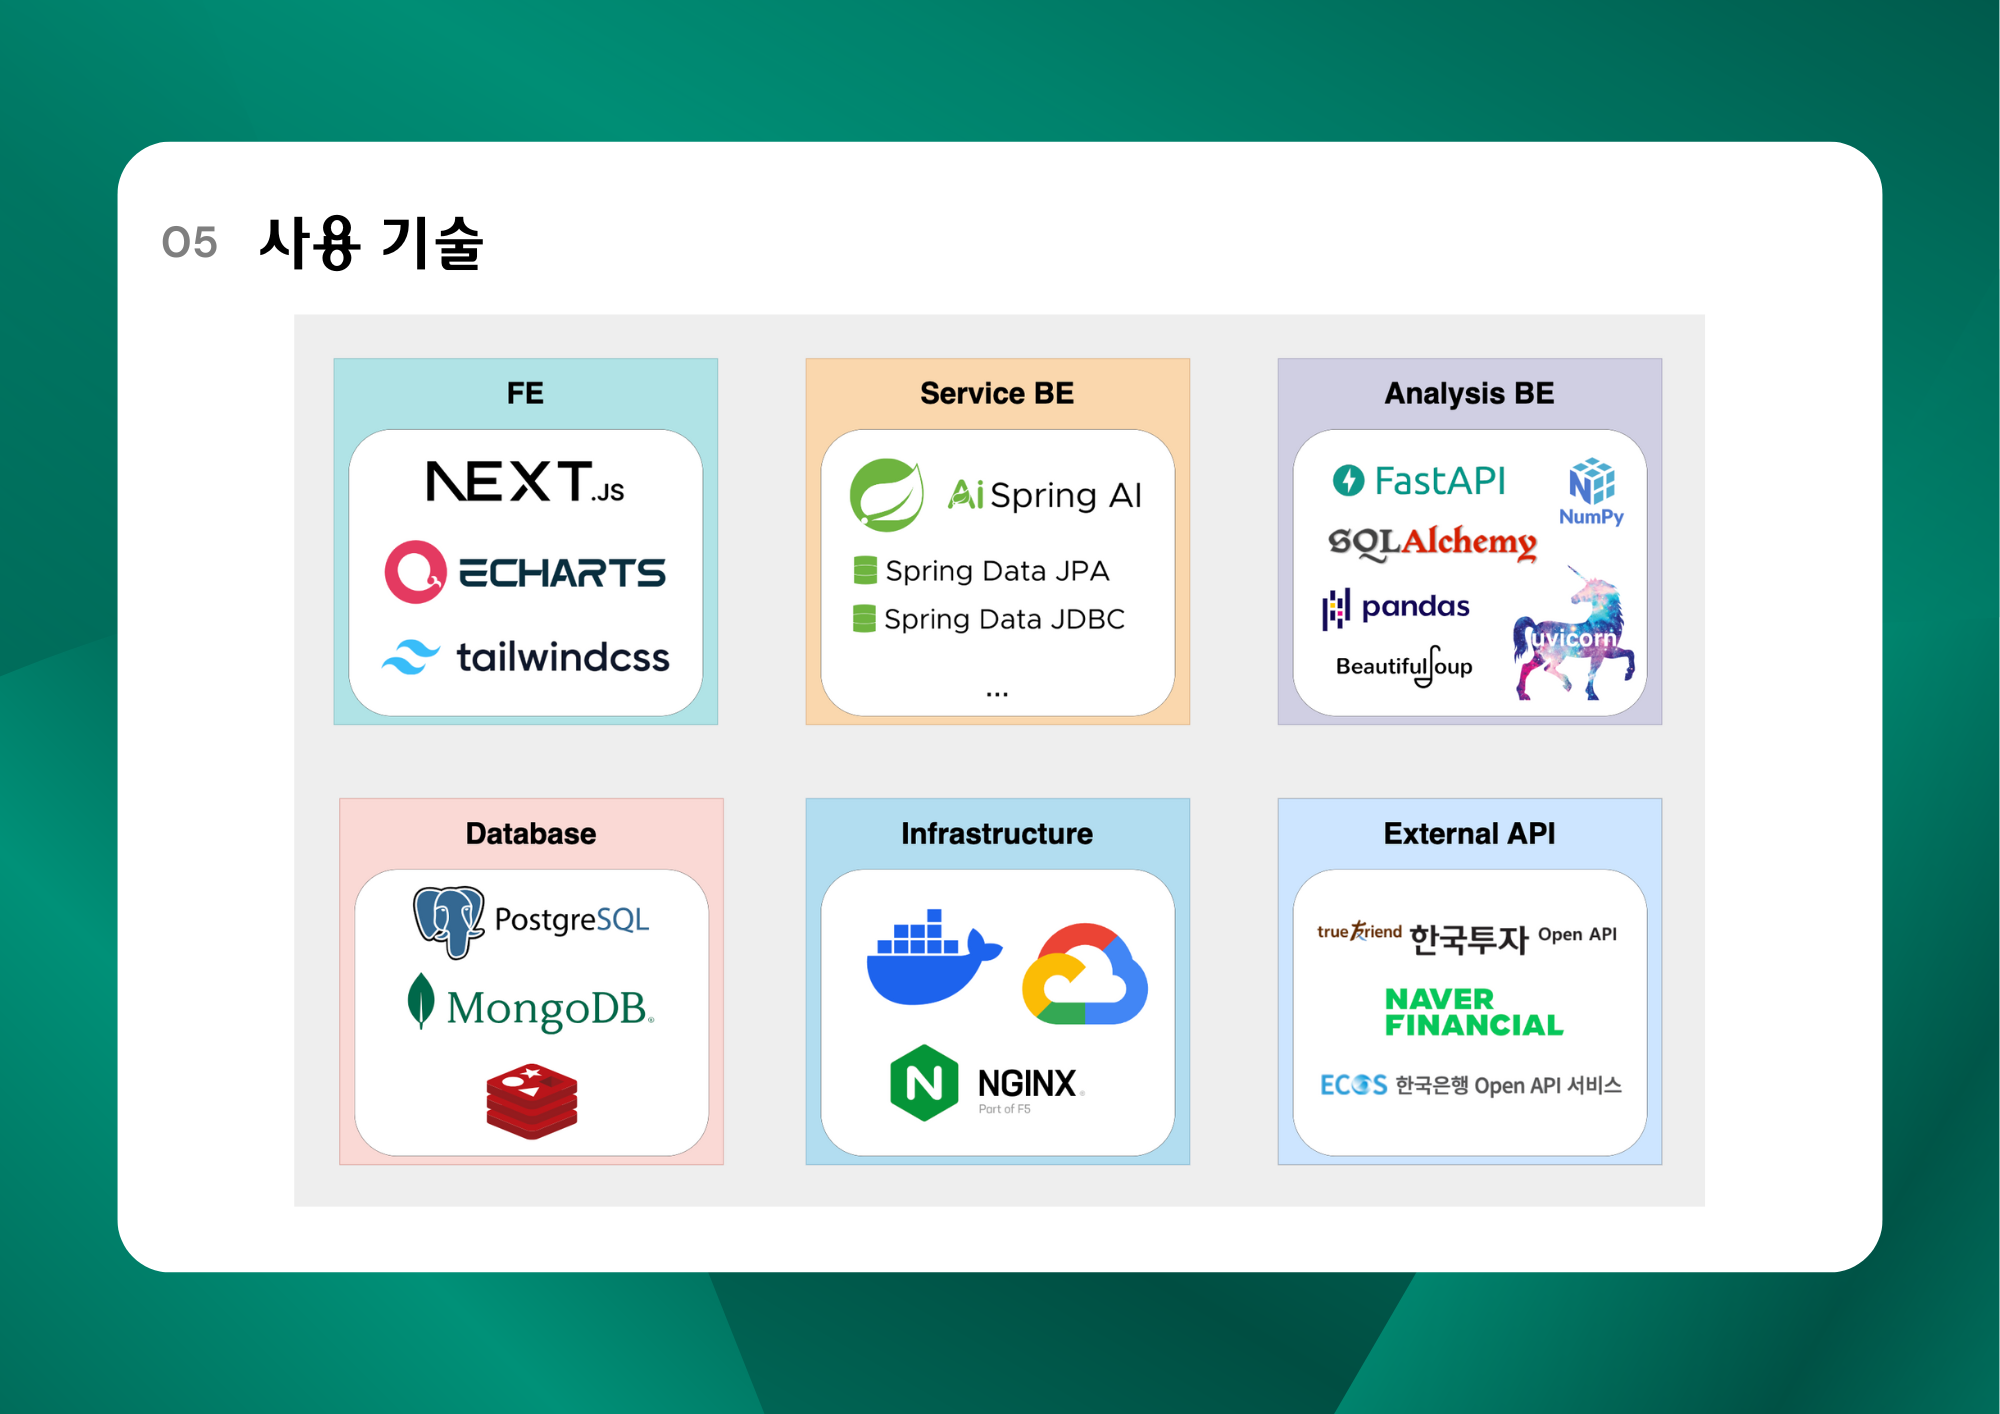 05 사용 기술
FE
NEXT.JS
ECHARTS
tailwindcss
Service BE
Ai Spring AI
Spring Data JPA
Spring Data JDBC
...
Analysis BE
FastAPI
NumPy
SQLAlchemy
pandas
uvicorn
BeautifulSoup
Database
PostgreSQL
MongoDB®
Infrastructure
N NGINX®
Part of F5
External API
true friend 한국투자 Open API
NAVER
FINANCIAL
ECOS 한국은행 Open API 서비스